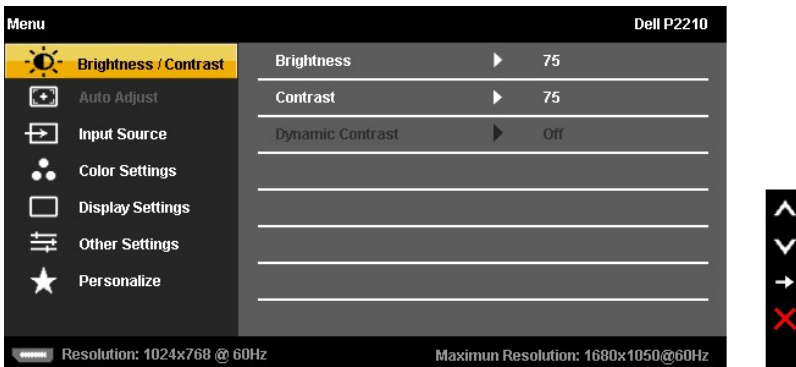 Menu Dell P2210
Brightness / Contrast Brightness 75
Auto Adjust Contrast 75
Input Source Dynamic Contrast Off
Color Settings
Display Settings
Other Settings
Personalize
Resolution: 1024x768 @ 60Hz Maximun Resolution: 1680x1050@60Hz